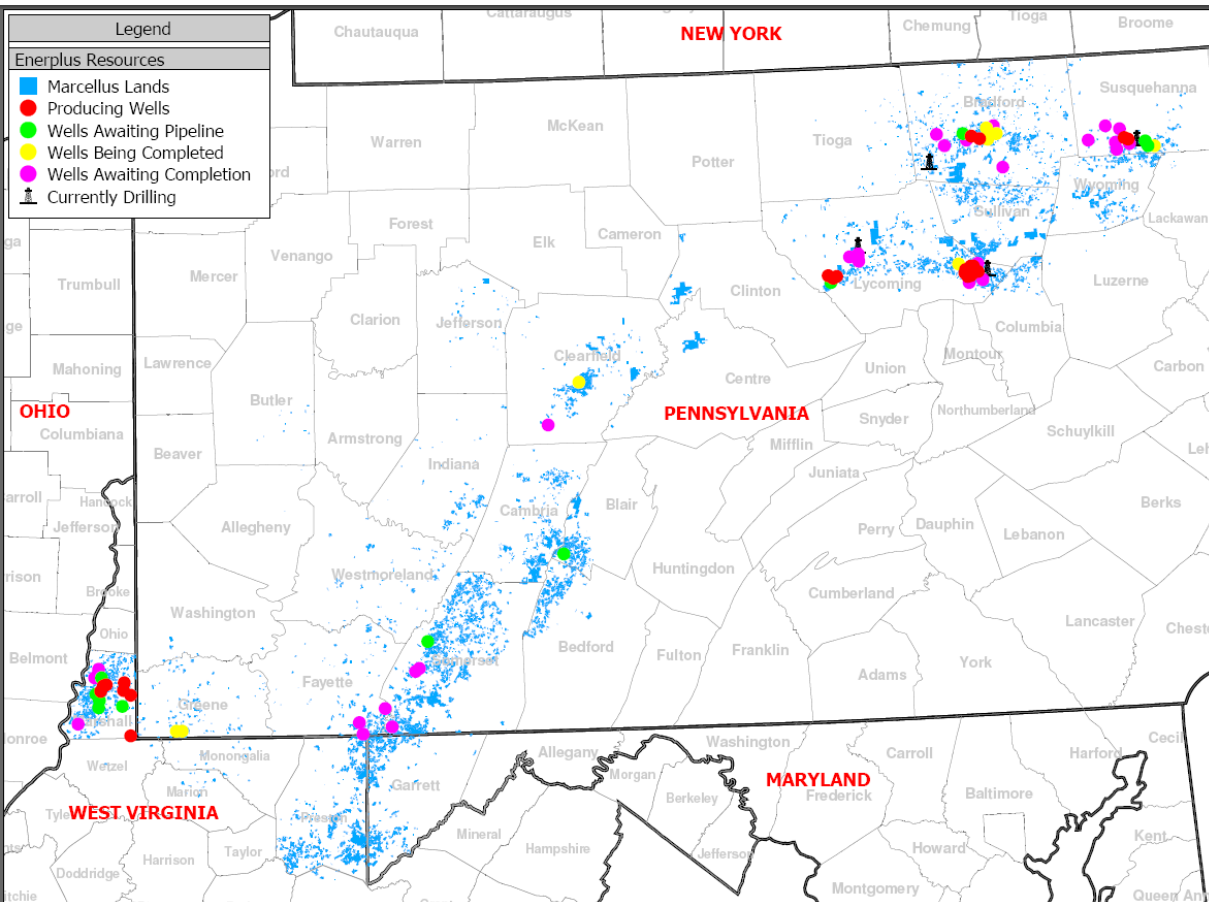 Legend
Enerplus Resources
Marcellus Lands
Producing Wells
Wells Awaiting Pipeline
Wells Being Completed
Wells Awaiting Completion
Currently Drilling
Chautauqua
Cattaraugus
NEW YORK
Chemung
Tioga
Broome
Susquehanna
Bradford
McKean
Warren
Tioga
Potter
Wyoming
Sullivan
Lackawan
Forest
Cameron
Elk
Venango
Mercer
Trumbull
Clinton
Lycoming
Luzerne
Clarion
Jefferson
Columbia
Clearfield
Montour
Lawrence
Mahoning
Union
Carbon
Centre
Butler
OHIO
PENNSYLVANIA
Northumberland
Snyder
Columbiana
Armstrong
Schuylkill
Mifflin
Beaver
Indiana
Juniata
Hancock
Blair
Cambria
Berks
Jefferson
Allegheny
Perry
Dauphin
Lebanon
Westmoreland
Huntingdon
Brooke
Cumberland
Washington
Lancaster
Ohio
Bedford
Franklin
Fulton
Belmont
Somerset
York
Adams
Fayette
Greene
Washington
Allegany
Carroll
Harford
Cecil
Monongalia
Wetzel
Morgan
MARYLAND
Garrett
Marion
Berkeley
Frederick
Baltimore
WEST VIRGINIA
Preston
Mineral
Kent
Hampshire
Howard
Taylor
Jefferson
Harrison
Doddridge
Montgomery